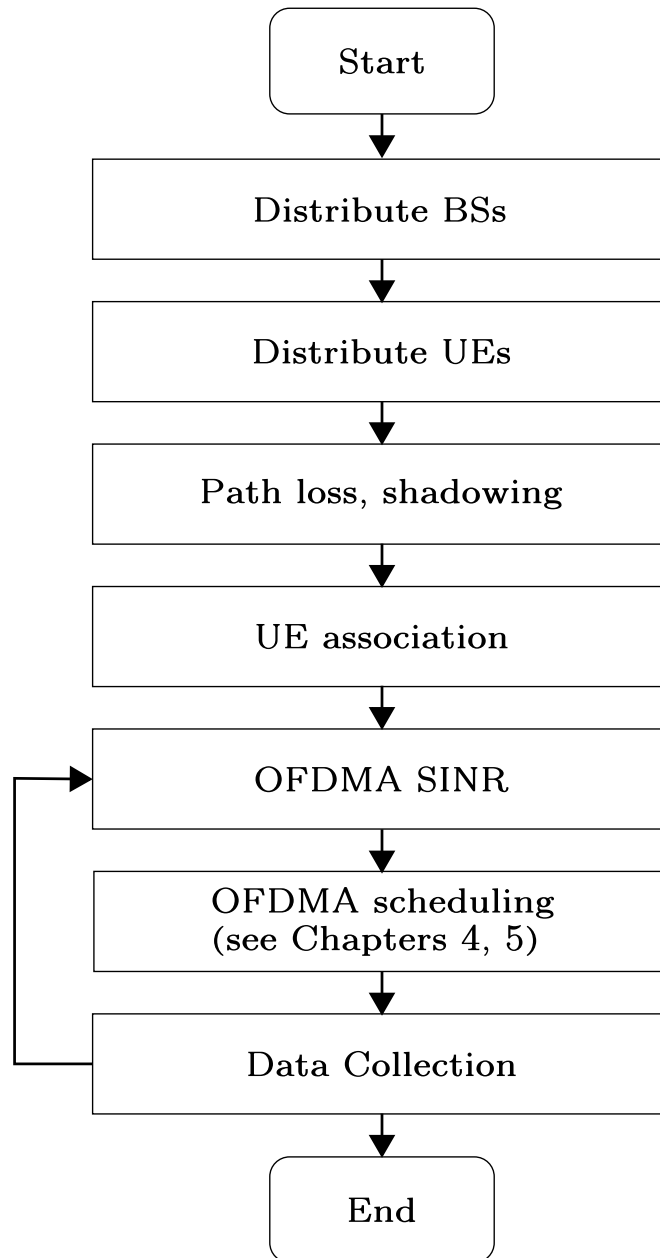 Start
Distribute BSs
Distribute UEs
Path loss, shadowing
UE association
OFDMA SINR
OFDMA scheduling
(see Chapters 4, 5)
Data Collection
End